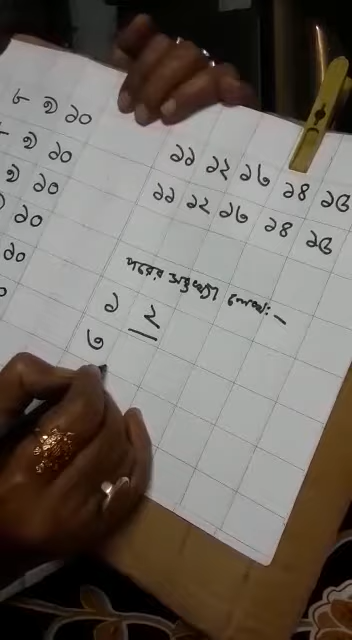 ৮ ৯ ১০
৮ ৯ ১০
৯ ১০
১০
১০
১১ ১২ ১৩ ১৪ ১৫
১১ ১২ ১৩ ১৪ ১৫
পরের সংখ্যাটি লেখো:-
১ ২
৩